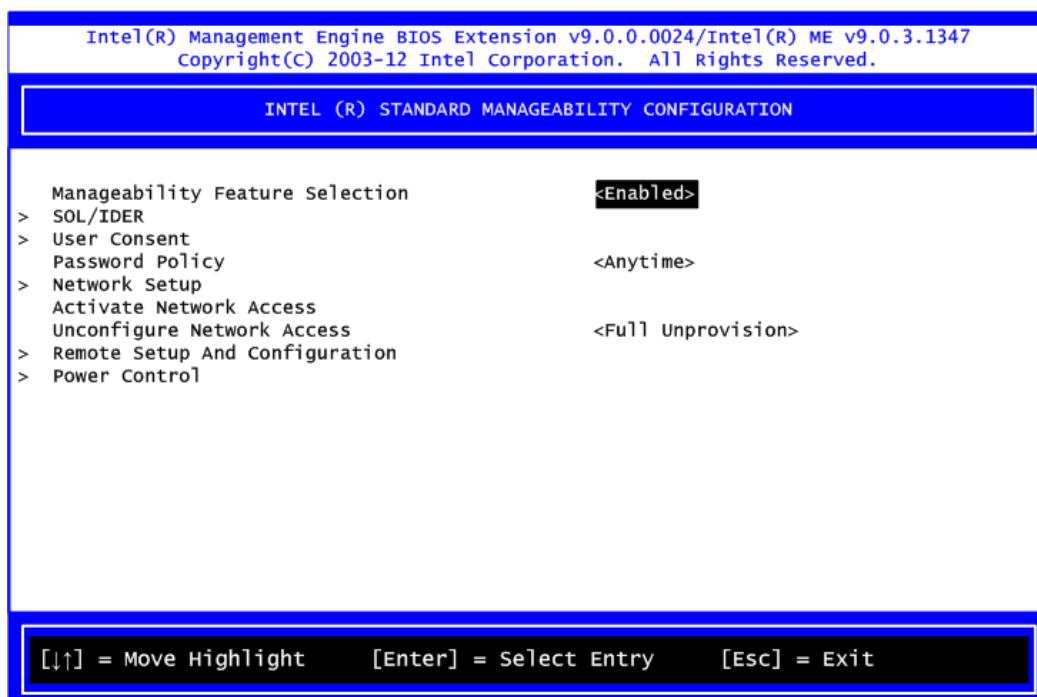 Intel(R) Management Engine BIOS Extension v9.0.0.0024/Intel(R) ME v9.0.3.1347
Copyright(C) 2003-12 Intel Corporation.  All Rights Reserved.
INTEL (R) STANDARD MANAGEABILITY CONFIGURATION
Manageability Feature Selection <Enabled>
> SOL/IDER
> User Consent
Password Policy <Anytime>
> Network Setup
Activate Network Access
Unconfigure Network Access <Full Unprovision>
> Remote Setup And Configuration
> Power Control
[↓↑] = Move Highlight [Enter] = Select Entry [Esc] = Exit